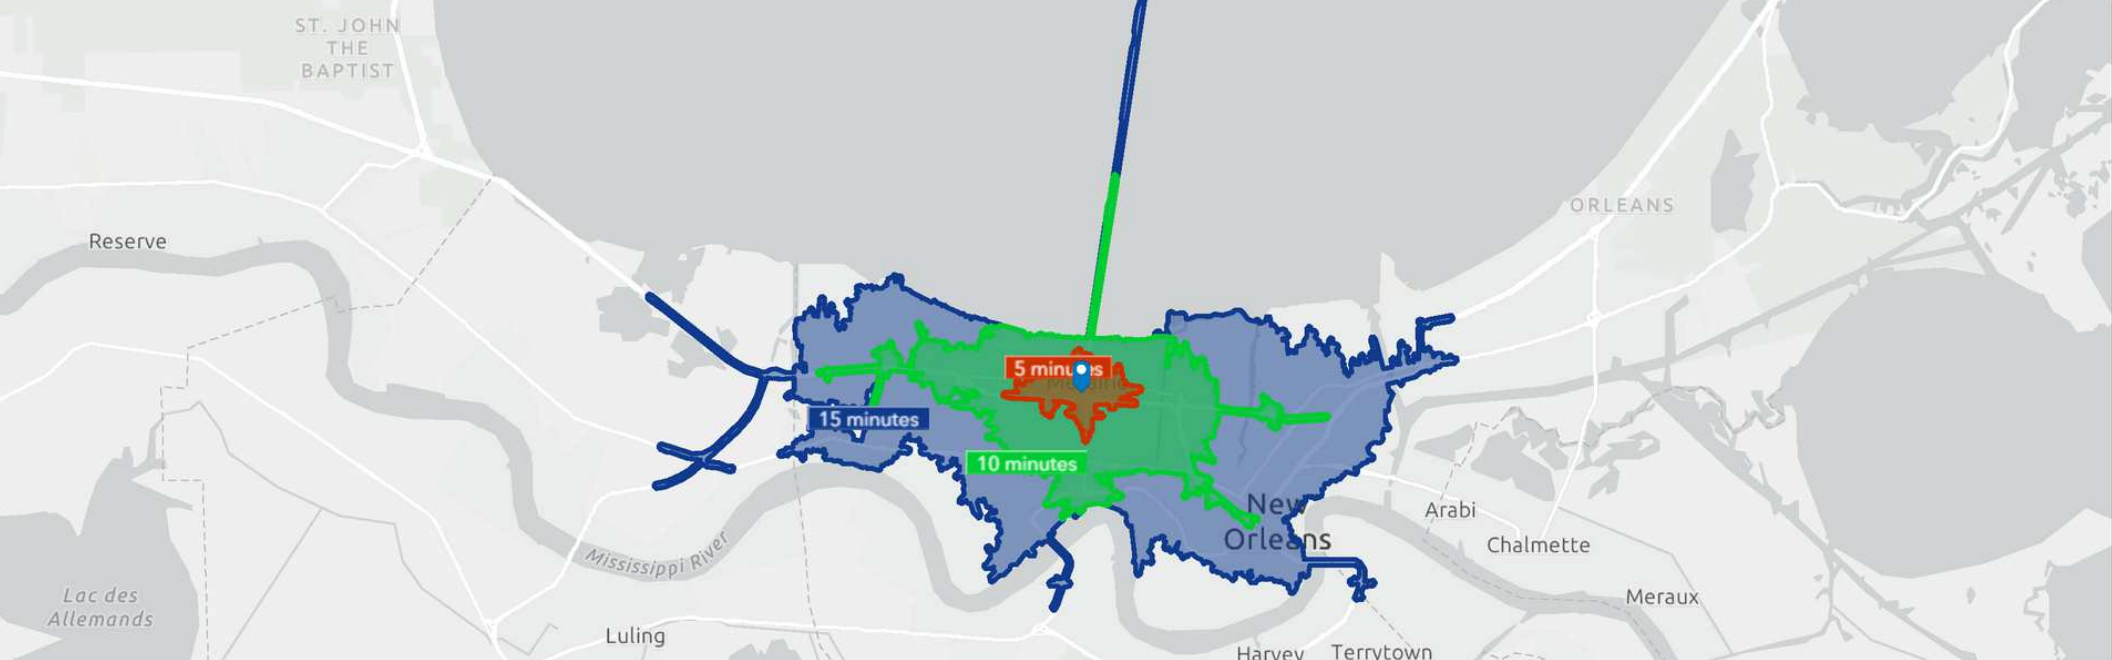 ST. JOHN
THE
BAPTIST
ORLEANS
Reserve
5 minutes
Metairie
15 minutes
10 minutes
New
Orleans
Arabi
Chalmette
Mississippi River
Lac des
Allemands
Meraux
Luling
Harvey
Terrytown